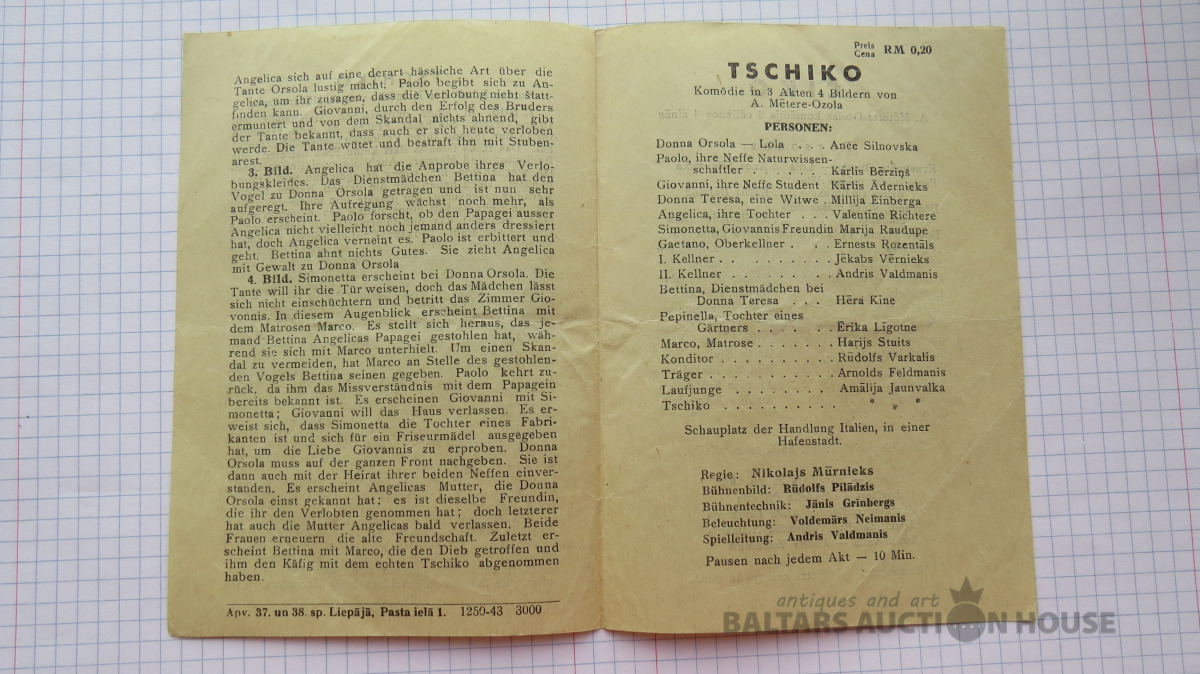 Angelica sich auf eine derart hässliche Art über die
Tante Orsola lustig macht. Paolo begibt sich zu An-
gelica, um ihr zusagen, dass die Verlobung nicht statt-
finden kann. Giovanni, durch den Erfolg des Bruders
ermuntert und von dem Skandal nichts ahnend, gibt
der Tante bekannt, dass auch er sich heute verloben
werde. Die Tante wütet und bestraft ihn mit Stuben-
arest.
3. Bild. Angelica hat die Anprobe ihres Verlo-
bungskleides. Das Dienstmädchen Bettina hat den
Vogel zu Donna Orsola getragen und ist nun sehr
aufgeregt. Ihre Aufregung wächst noch mehr, als
Paolo erscheint. Paolo forscht, ob den Papagei ausser
Angelica nicht vielleicht noch jemand anders dressiert
hat, doch Angelica verneint es. Paolo ist erbittert und
geht. Bettina ahnt nichts Gutes. Sie zieht Angelica
mit Gewalt zu Donna Orsola
4. Bild. Simonetta erscheint bei Donna Orsola. Die
Tante will ihr die Tür weisen, doch das Mädchen lässt
sich nicht einschüchtern und betritt das Zimmer Gio-
vonnis. In diesem Augenblick erscheint Bettina mit
dem Matrosen Marco. Es stellt sich heraus, das je-
mand Bettina Angelicas Papagei gestohlen hat, wäh-
rend sie sich mit Marco unterhielt. Um einen Skan-
dal zu vermeiden, hat Marco an Stelle des gestohlen-
den Vogels Bettina seinen gegeben. Paolo kehrt zu-
rück, da ihm das Missverständnis mit dem Papagein
bereits bekannt ist. Es erscheinen Giovanni mit Si-
monetta; Giovanni will das Haus verlassen. Es er-
weist sich, dass Simonetta die Tochter eines Fabri-
kanten ist und sich für ein Friseurmädel ausgegeben
hat, um die Liebe Giovannis zu erproben. Donna
Orsola muss auf der ganzen Front nachgeben. Sie ist
dann auch mit der Heirat ihrer beiden Neffen einver-
standen. Es erscheint Angelicas Mutter, die Donna
Orsola einst gekannt hat: es ist dieselbe Freundin,
die ihr den Verlobten genommen hat; doch letzterer
hat auch die Mutter Angelicas bald verlassen. Beide
Frauen erneuern die alte Freundschaft. Zuletzt er-
scheint Bettina mit Marco, die den Dieb getroffen und
ihm den Käfig mit dem echten Tschiko abgenommen
haben.
Apv. 37. un 38. sp. Liepājā, Pasta ielā 1. 1259-43 3000
Preis
Cena RM 0,20
TSCHIKO
Komödie in 3 Akten 4 Bildern von
A. Mētere-Ozola
PERSONEN:
Donna Orsola — Lola . . . . Ance Silnovska
Paolo, ihre Neffe Naturwissen-
schaftler . . . . . . Kārlis Bērziņš
Giovanni, ihre Neffe Student Kārlis Ādernieks
Donna Teresa, eine Witwe . Millija Einberga
Angelica, ihre Tochter . . . Valentine Richtere
Simonetta, Giovannis Freundin Marija Raudupe
Gaetano, Oberkellner . . . Ernests Rozentāls
I. Kellner . . . . . . . . . Jēkabs Vērnieks
II. Kellner . . . . . . . . . Andris Valdmanis
Bettina, Dienstmädchen bei
Donna Teresa . . . Hēra Kine
Pepinella, Tochter eines
Gärtners . . . . . . Erika Līgotne
Marco, Matrose . . . . . . . Harijs Stuits
Konditor . . . . . . . . . Rūdolfs Varkalis
Träger . . . . . . . . . . Arnolds Feldmanis
Laufjunge . . . . . . . . Amālija Jaunvalka
Tschiko . . . . . . . . . . * * *
Schauplatz der Handlung Italien, in einer
Hafenstadt.
Regie: Nikolajs Mūrnieks
Bühnenbild: Rūdolfs Pilādzis
Bühnentechnik: Jānis Grīnbergs
Beleuchtung: Voldemārs Neimanis
Spielleitung: Andris Valdmanis
Pausen nach jedem Akt — 10 Min.
antiques and art
BALTARS AUCTION HOUSE